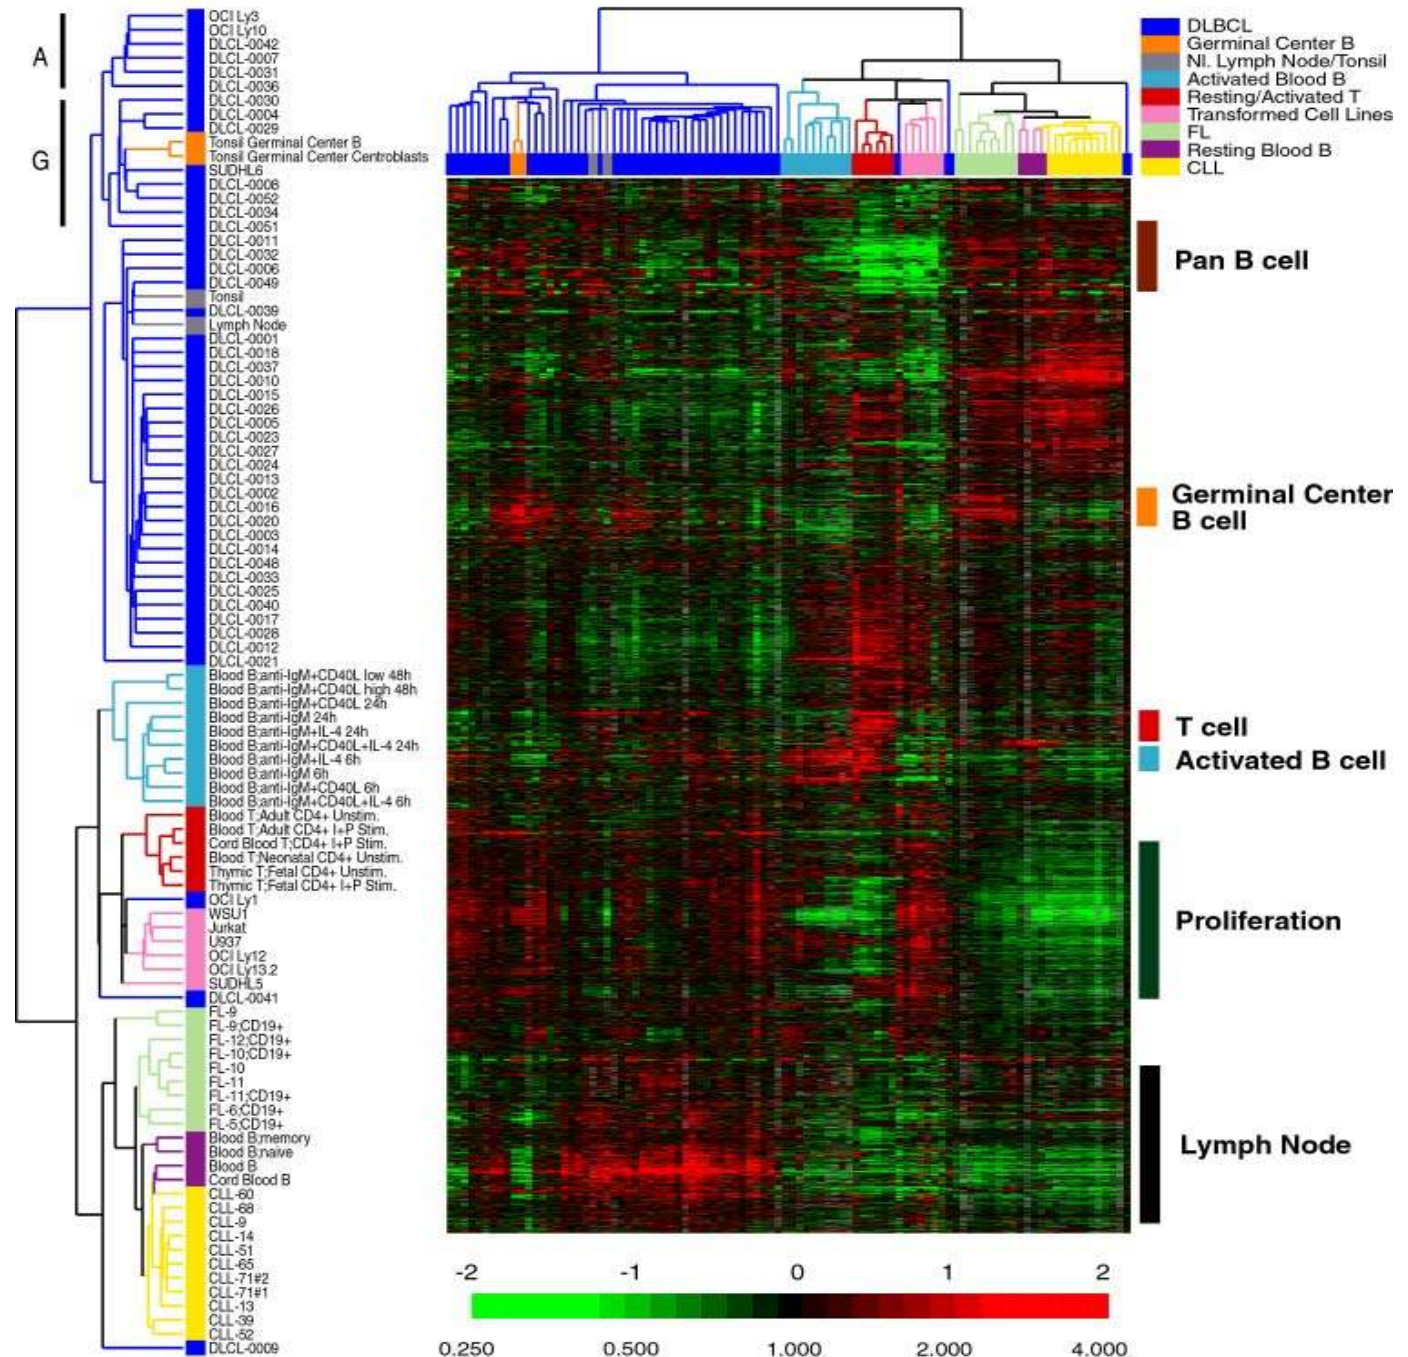 A
G
OCI Ly3
OCI Ly10
DLCL-0042
DLCL-0007
DLCL-0031
DLCL-0036
DLCL-0030
DLCL-0004
DLCL-0029
Tonsil Germinal Center B
Tonsil Germinal Center Centroblasts
SUDHL6
DLCL-0008
DLCL-0052
DLCL-0034
DLCL-0051
DLCL-0011
DLCL-0032
DLCL-0006
DLCL-0049
Tonsil
DLCL-0039
Lymph Node
DLCL-0001
DLCL-0018
DLCL-0037
DLCL-0010
DLCL-0015
DLCL-0026
DLCL-0005
DLCL-0023
DLCL-0027
DLCL-0024
DLCL-0013
DLCL-0002
DLCL-0016
DLCL-0020
DLCL-0003
DLCL-0014
DLCL-0048
DLCL-0033
DLCL-0025
DLCL-0040
DLCL-0017
DLCL-0028
DLCL-0012
DLCL-0021
Blood B;anti-IgM+CD40L low 48h
Blood B;anti-IgM+CD40L high 48h
Blood B;anti-IgM+CD40L 24h
Blood B;anti-IgM 24h
Blood B;anti-IgM+IL-4 24h
Blood B;anti-IgM+CD40L+IL-4 24h
Blood B;anti-IgM+IL-4 6h
Blood B;anti-IgM 6h
Blood B;anti-IgM+CD40L 6h
Blood B;anti-IgM+CD40L+IL-4 6h
Blood T;Adult CD4+ Unstim.
Blood T;Adult CD4+ I+P Stim.
Cord Blood T;CD4+ I+P Stim.
Blood T;Neonatal CD4+ Unstim.
Thymic T;Fetal CD4+ Unstim.
Thymic T;Fetal CD4+ I+P Stim.
OCI Ly1
WSU1
Jurkat
U937
OCI Ly12
OCI Ly13.2
SUDHL5
DLCL-0041
FL-9
FL-9;CD19+
FL-12;CD19+
FL-10;CD19+
FL-10
FL-11
FL-11;CD19+
FL-6;CD19+
FL-5;CD19+
Blood B;memory
Blood B;naive
Blood B
Cord Blood B
CLL-60
CLL-68
CLL-9
CLL-14
CLL-51
CLL-65
CLL-71#2
CLL-71#1
CLL-13
CLL-39
CLL-52
DLCL-0009
DLBCL
Germinal Center B
Nl. Lymph Node/Tonsil
Activated Blood B
Resting/Activated T
Transformed Cell Lines
FL
Resting Blood B
CLL
Pan B cell
Germinal Center
B cell
T cell
Activated B cell
Proliferation
Lymph Node
-2 -1 0 1 2
0.250 0.500 1.000 2.000 4.000